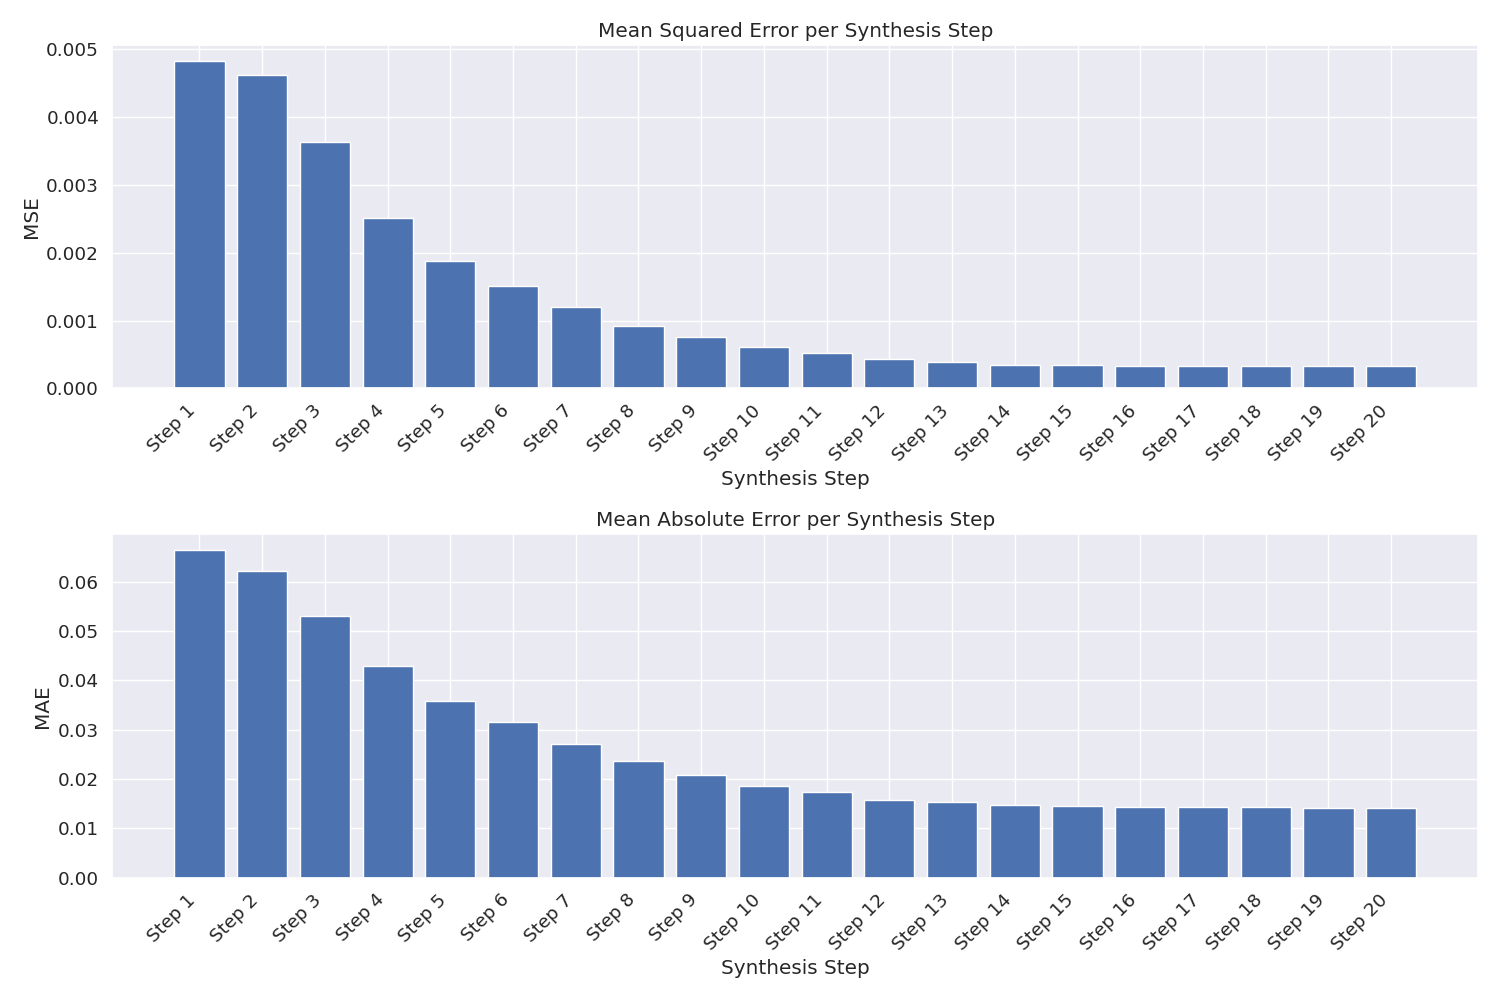 Mean Squared Error per Synthesis Step
0.005
0.004
0.003
0.002
0.001
0.000
MSE
Step 1
Step 2
Step 3
Step 4
Step 5
Step 6
Step 7
Step 8
Step 9
Step 10
Step 11
Step 12
Step 13
Step 14
Step 15
Step 16
Step 17
Step 18
Step 19
Step 20
Synthesis Step
Mean Absolute Error per Synthesis Step
0.06
0.05
0.04
0.03
0.02
0.01
0.00
MAE
Step 1
Step 2
Step 3
Step 4
Step 5
Step 6
Step 7
Step 8
Step 9
Step 10
Step 11
Step 12
Step 13
Step 14
Step 15
Step 16
Step 17
Step 18
Step 19
Step 20
Synthesis Step